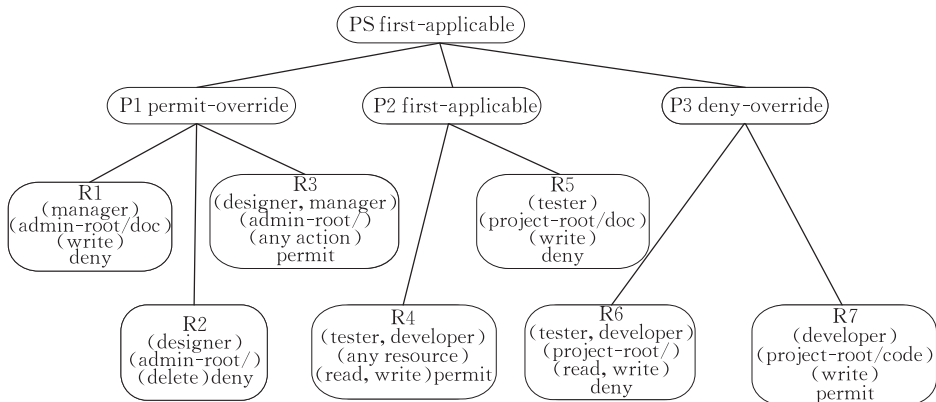 PS first-applicable
P1 permit-override
P2 first-applicable
P3 deny-override
R1
(manager)
(admin-root/doc)
(write)
deny
R3
(designer, manager)
(admin-root/)
(any action)
permit
R5
(tester)
(project-root/doc)
(write)
deny
R2
(designer)
(admin-root/)
(delete)deny
R4
(tester, developer)
(any resource)
(read, write)permit
R6
(tester, developer)
(project-root/)
(read, write)
deny
R7
(developer)
(project-root/code)
(write)
permit